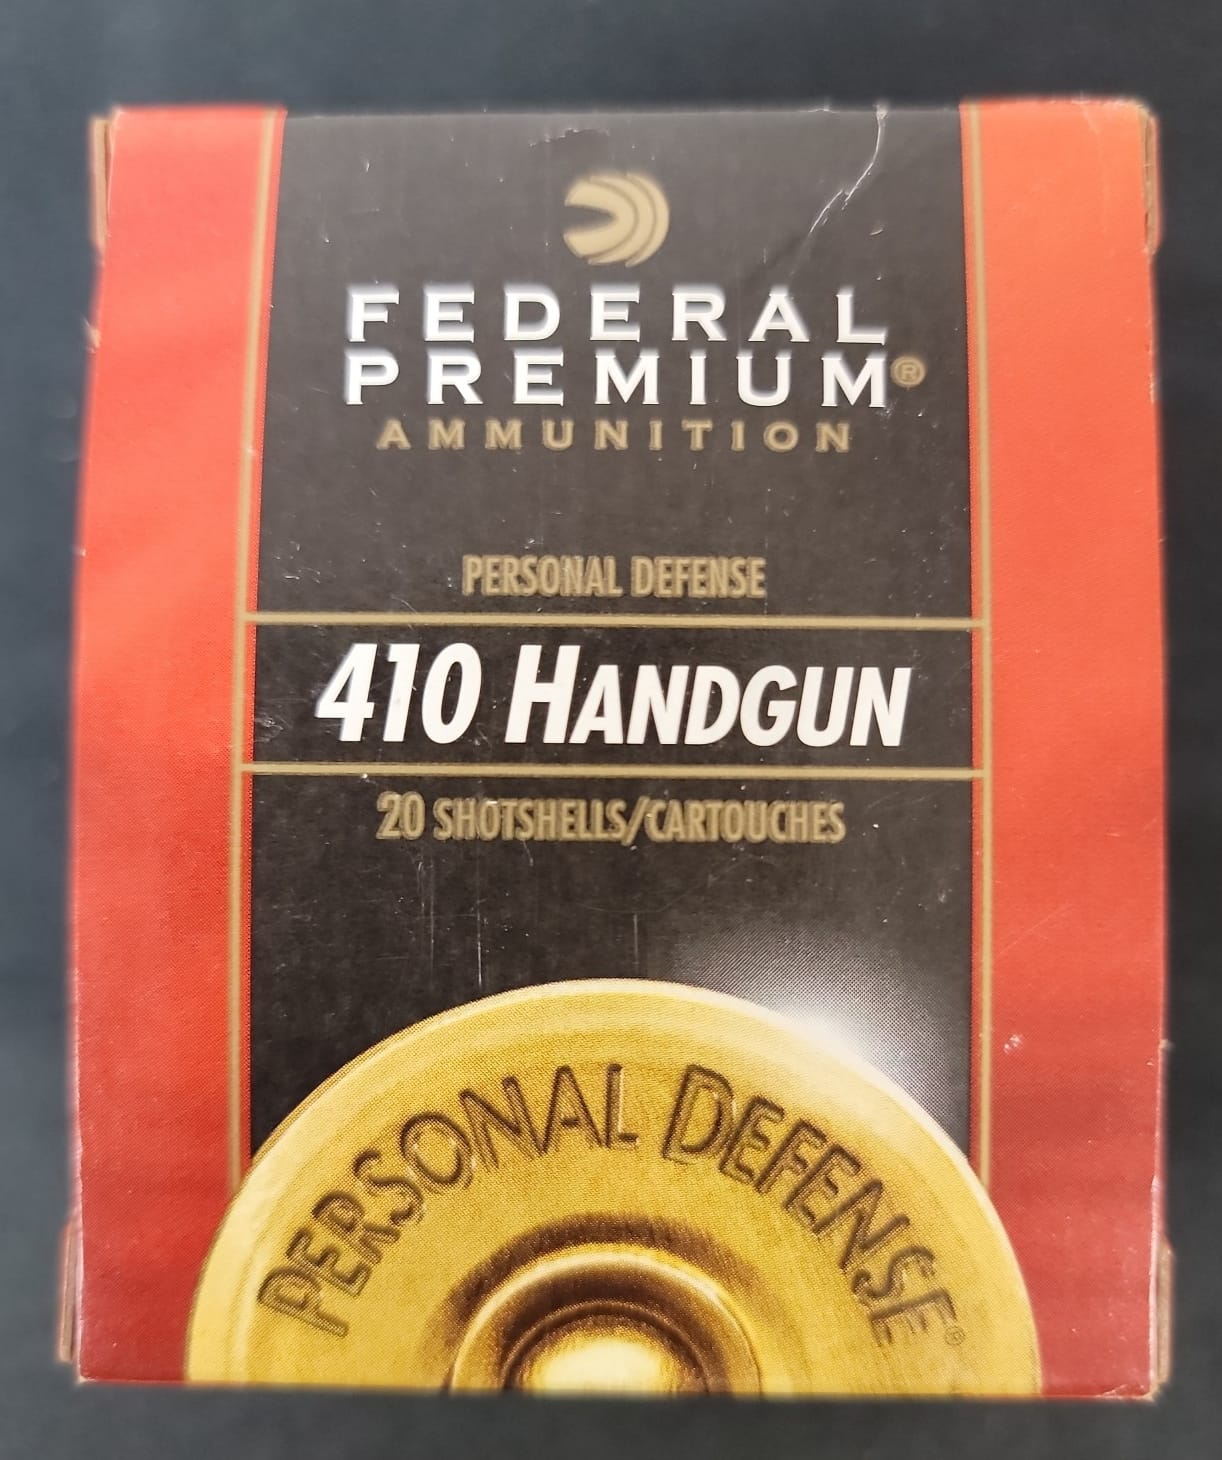 FEDERAL
PREMIUM®
AMMUNITION
PERSONAL DEFENSE
410 HANDGUN
20 SHOTSHELLS/CARTOUCHES
PERSONAL DEFENSE®